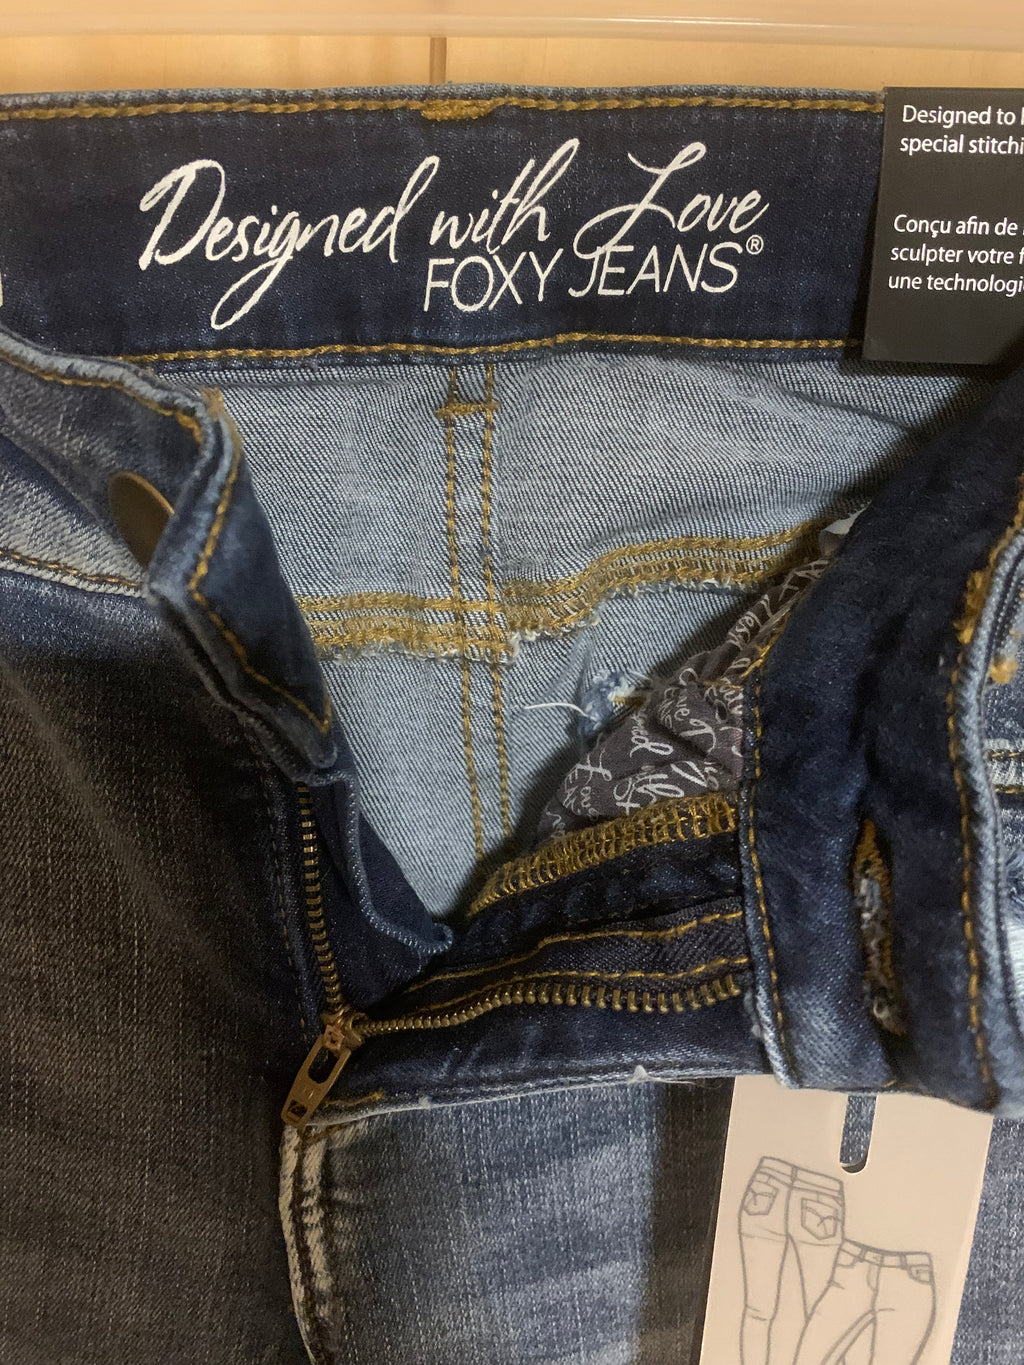 Designed with Love
FOXY JEANS®
Designed to
special stitchi
Conçu afin de
sculpter votre f
une technologi